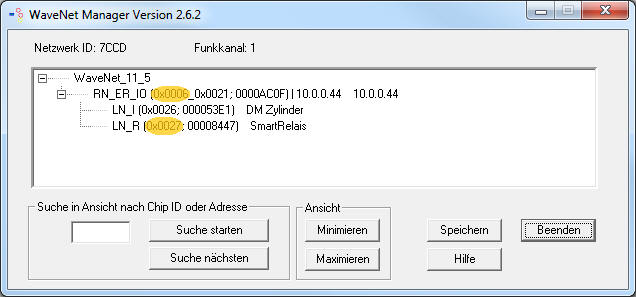 WaveNet Manager Version 2.6.2
Netzwerk ID: 7CCD Funkkanal: 1
WaveNet_11_5
RN_ER_IO (0x0006_0x0021; 0000AC0F) | 10.0.0.44 10.0.0.44
LN_I (0x0026; 000053E1) DM Zylinder
LN_R (0x0027; 00008447) SmartRelais
Suche in Ansicht nach Chip ID oder Adresse
Suche starten
Suche nächsten
Ansicht
Minimieren
Maximieren
Speichern
Beenden
Hilfe